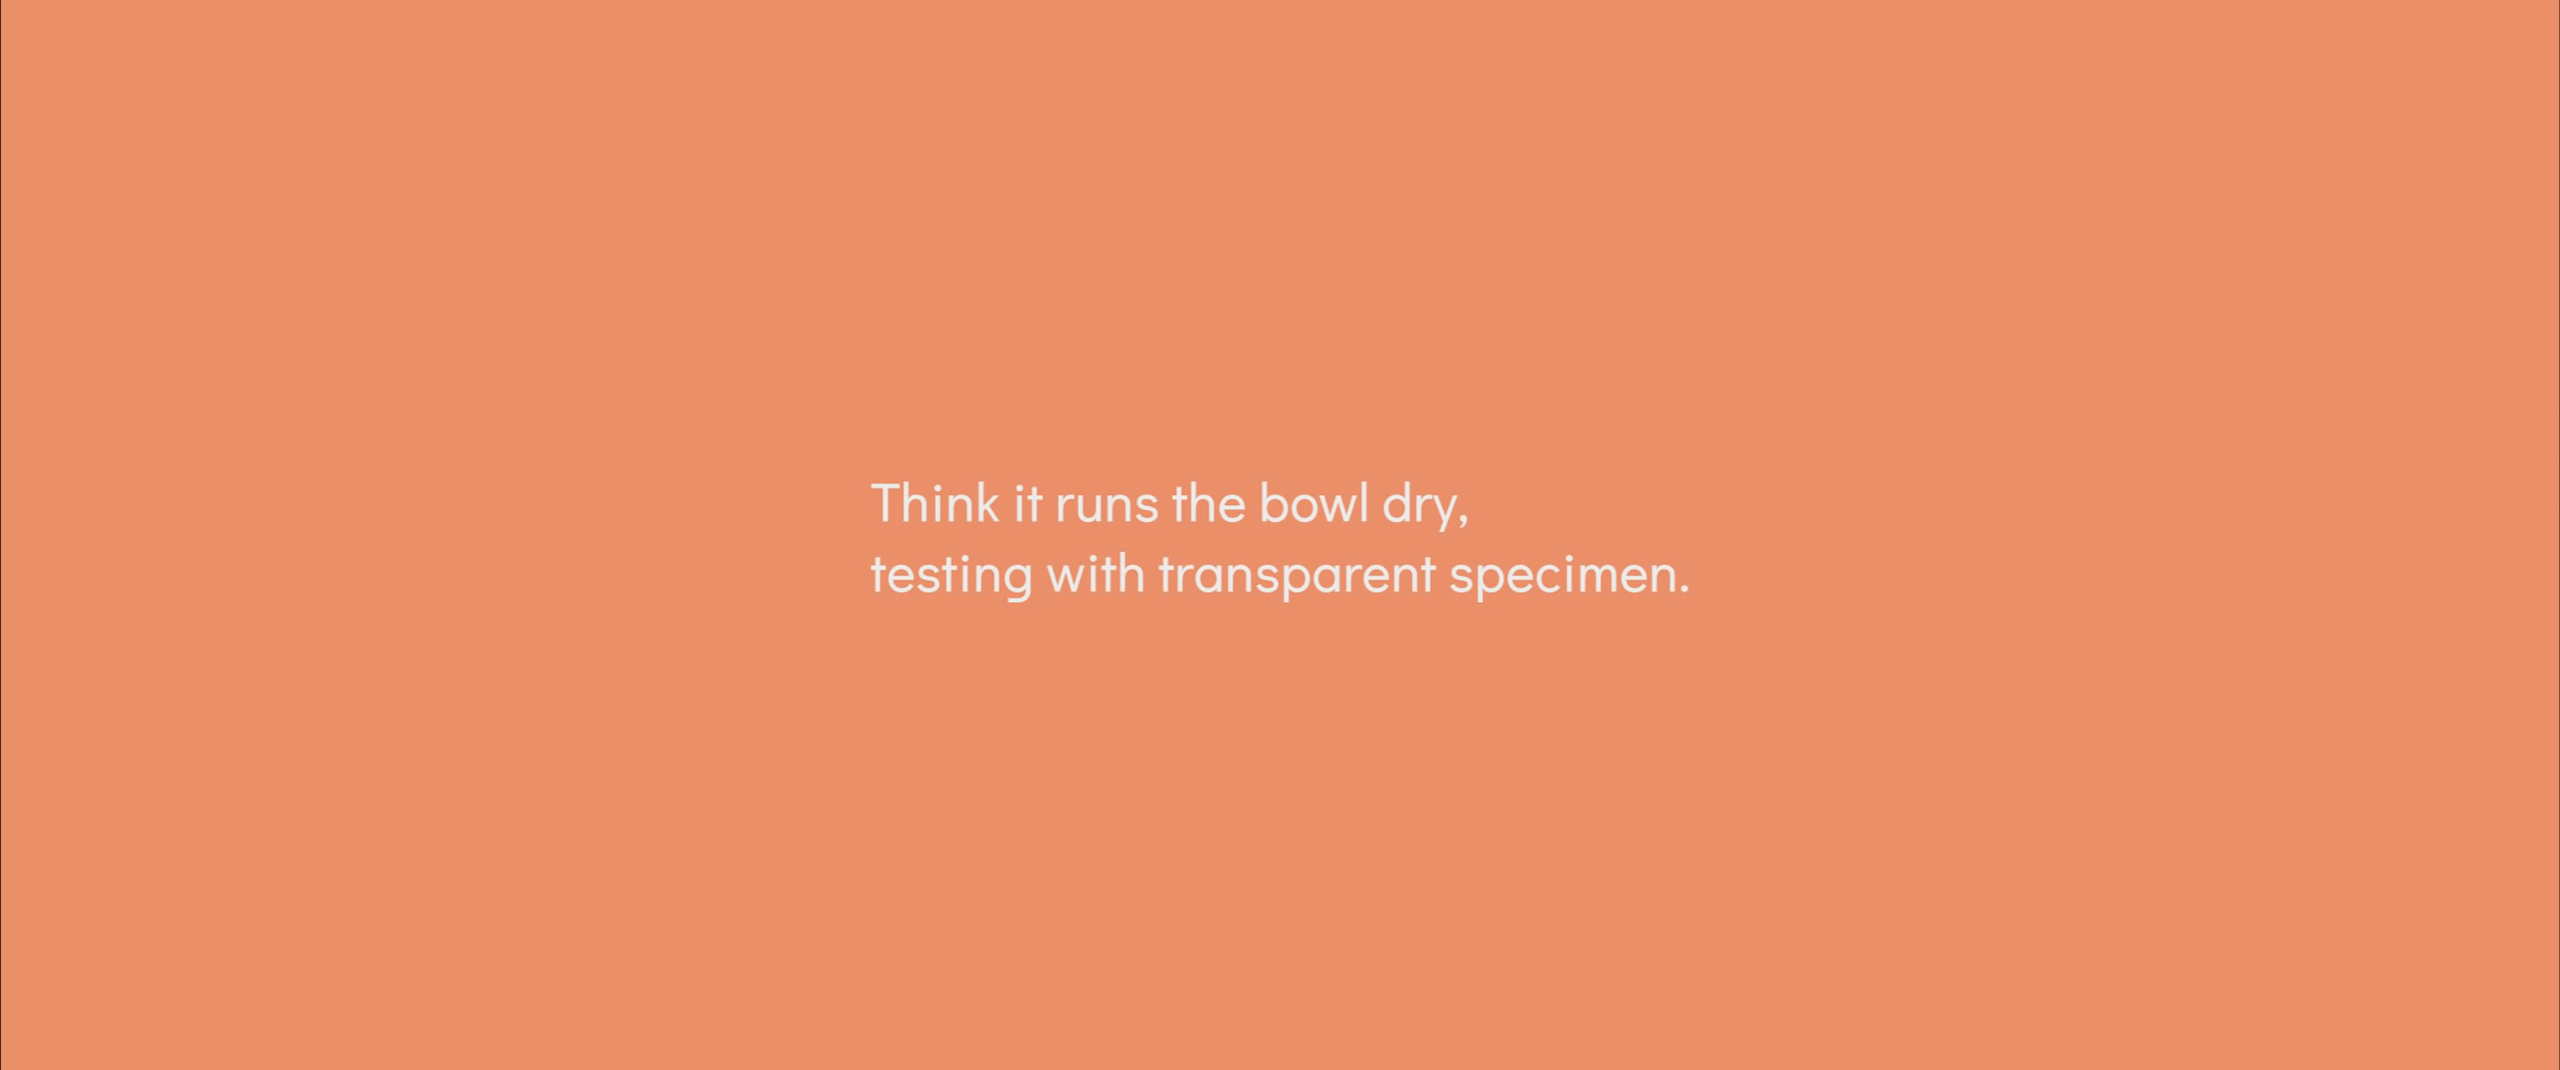 Think it runs the bowl dry,
testing with transparent specimen.